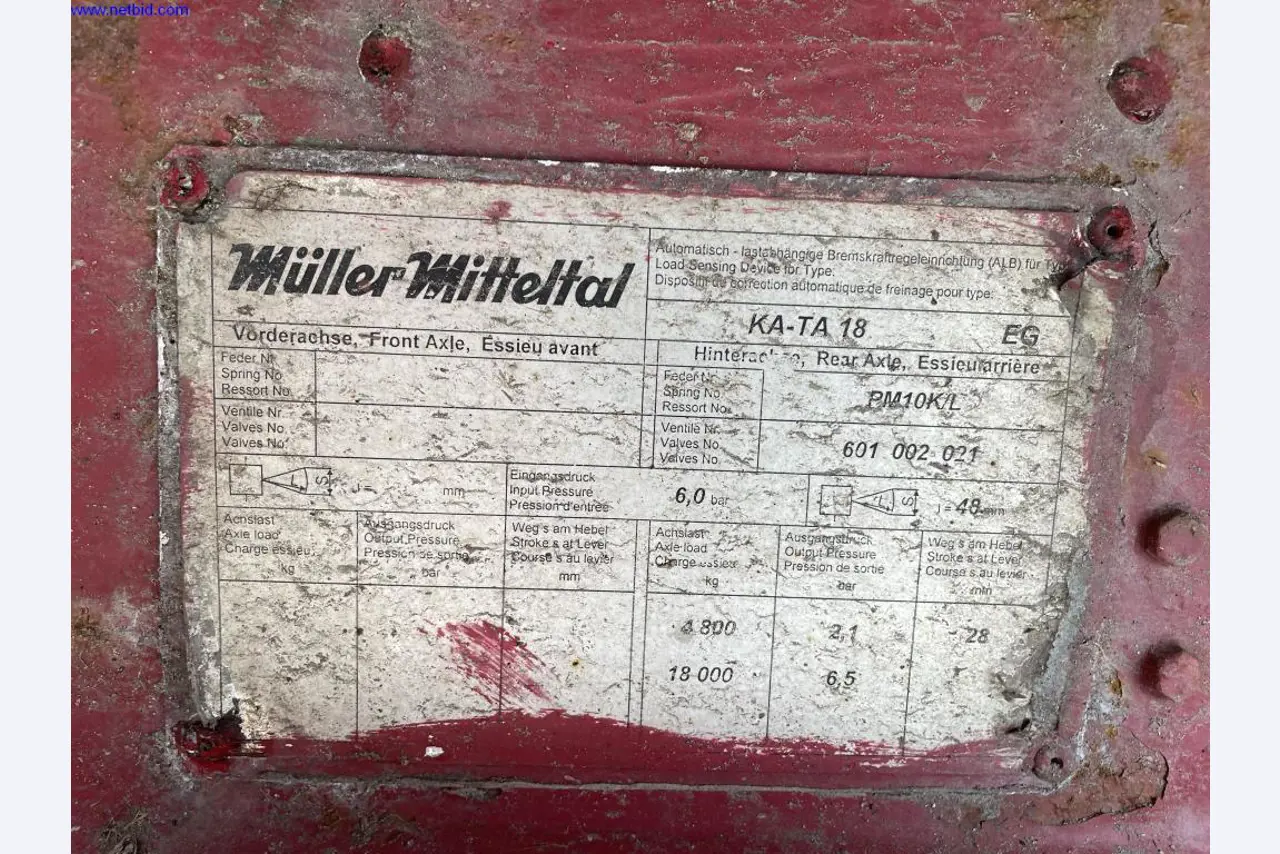 www.netbid.com
Müller-Mitteltal
Automatisch - lastabhängige Bremskraftregeleinrichtung (ALB) für
Load Sensing Device for Type:
Dispositif de correction automatique de freinage pour type:
KA-TA 18 EG
Vorderachse, Front Axle, Essieu avant
Hinterachse, Rear Axle, Essieu arrière
Feder Nr.
Spring No.
Ressort No.
Feder Nr.
Spring No.
Ressort No.
PM10K/L
Ventile Nr.
Valves No.
Valves No.
Ventile Nr.
Valves No.
Valves No.
601 002 021
L S
mm
Eingangsdruck
Input Pressure
Pression d'entrée
6,0 bar
L S
= 48 mm
Achslast
Axle load
Charge essieu
kg
Ausgangsdruck
Output Pressure
Pression de sortie
bar
Weg s am Hebel
Stroke s at Lever
Course s au levier
mm
Achslast
Axle load
Charge essieu
kg
Ausgangsdruck
Output Pressure
Pression de sortie
bar
Weg s am Hebel
Stroke s at Lever
Course s au levier
mm
800 2,1 28
18 000 6,5